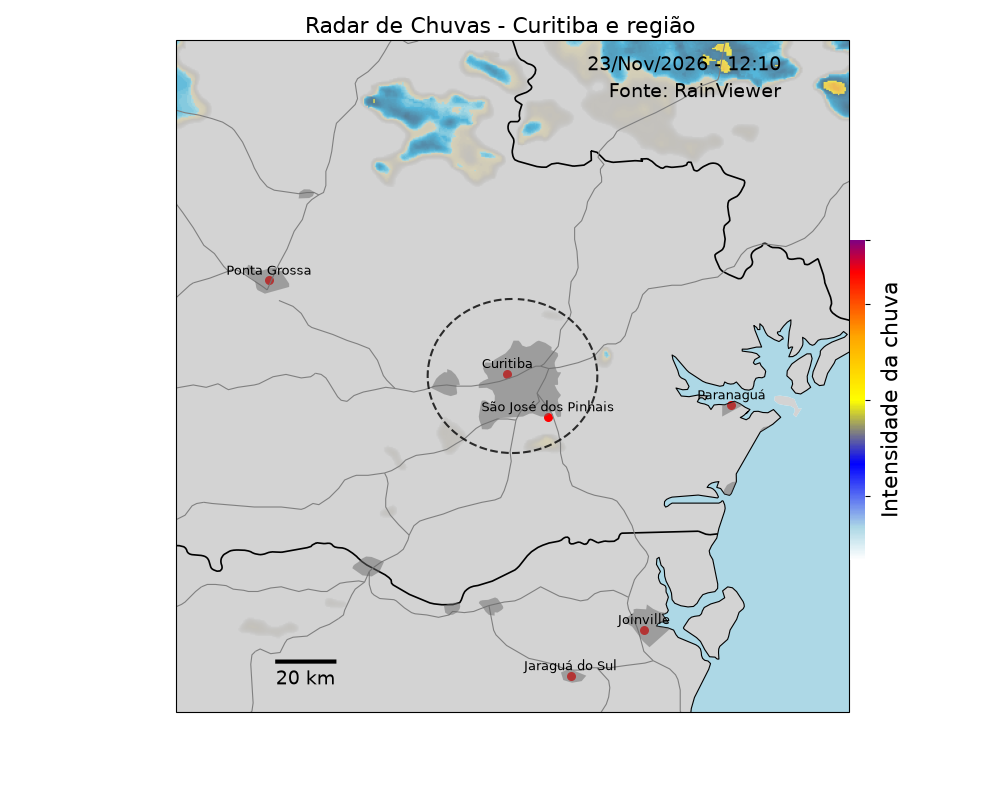 Radar de Chuvas - Curitiba e região
23/Nov/2026 - 12:10
Fonte: RainViewer
Ponta Grossa
Curitiba
Paranaguá
São José dos Pinhais
Intensidade da chuva
Joinville
Jaraguá do Sul
20 km